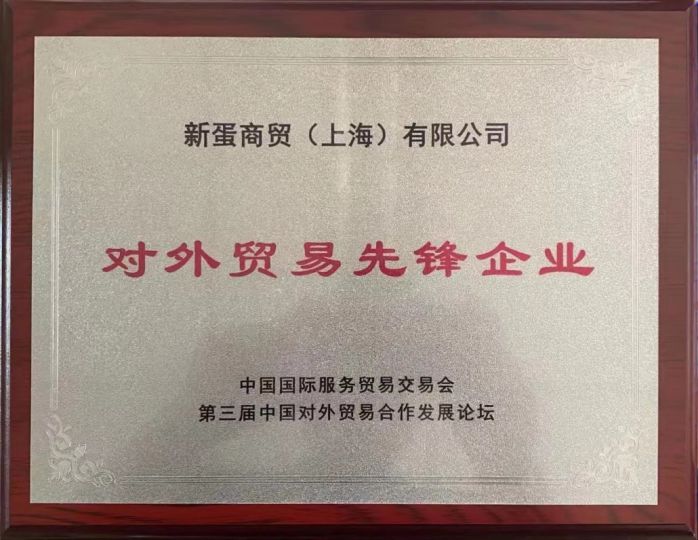 新蛋商贸（上海）有限公司
对外贸易先锋企业
中国国际服务贸易交易会
第三届中国对外贸易合作发展论坛